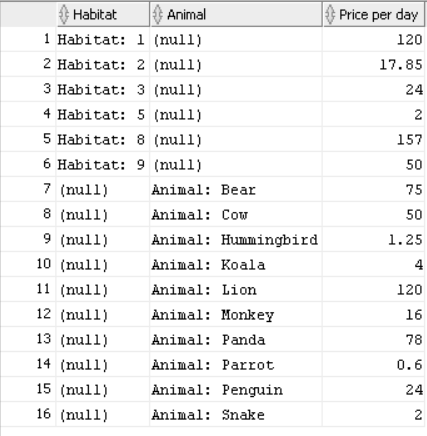 Habitat Animal Price per day
1 Habitat: 1 (null) 120
2 Habitat: 2 (null) 17.85
3 Habitat: 3 (null) 24
4 Habitat: 5 (null) 2
5 Habitat: 8 (null) 157
6 Habitat: 9 (null) 50
7 (null) Animal: Bear 75
8 (null) Animal: Cow 50
9 (null) Animal: Hummingbird 1.25
10 (null) Animal: Koala 4
11 (null) Animal: Lion 120
12 (null) Animal: Monkey 16
13 (null) Animal: Panda 78
14 (null) Animal: Parrot 0.6
15 (null) Animal: Penguin 24
16 (null) Animal: Snake 2